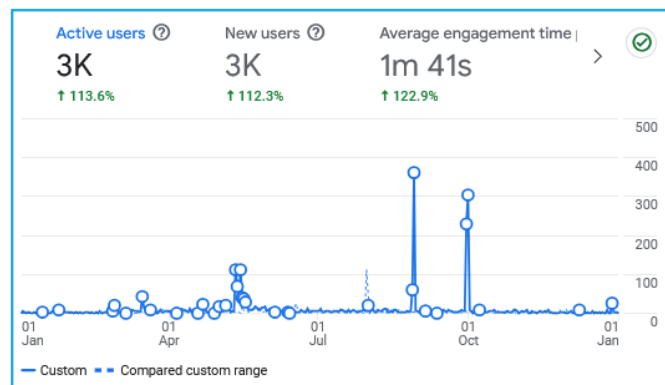 Active users ? New users ? Average engagement time
3K 3K 1m 41s
↑ 113.6% ↑ 112.3% ↑ 122.9%
500
400
300
200
100
0
01 01 01 01 01
Jan Apr Jul Oct Jan
Custom Compared custom range